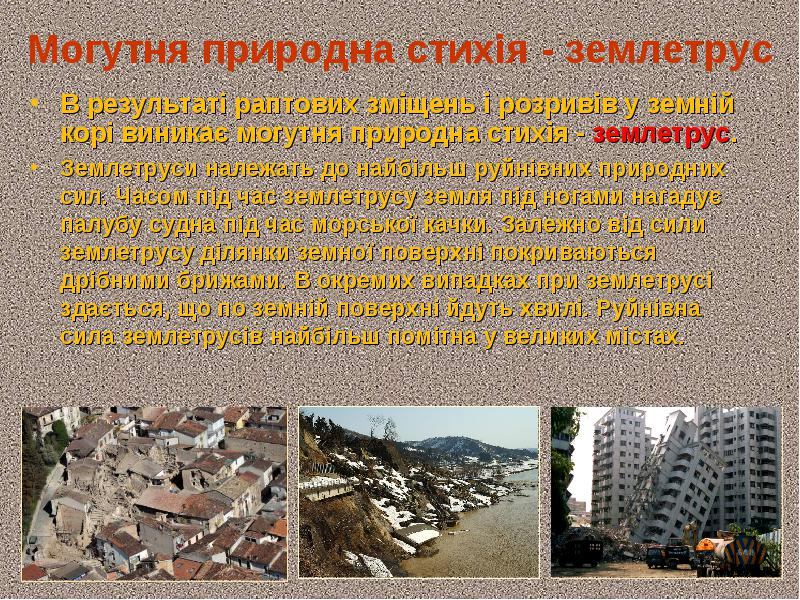 Могутня природна стихія - землетрус
• В результаті раптових зміщень і розривів у земній
корі виникає могутня природна стихія - землетрус.
• Землетруси належать до найбільш руйнівних природних
сил. Часом під час землетрусу земля під ногами нагадує
палубу судна під час морської качки. Залежно від сили
землетрусу ділянки земної поверхні покриваються
дрібними брижами. В окремих випадках при землетрусі
здається, що по земній поверхні йдуть хвилі. Руйнівна
сила землетрусів найбільш помітна у великих містах.